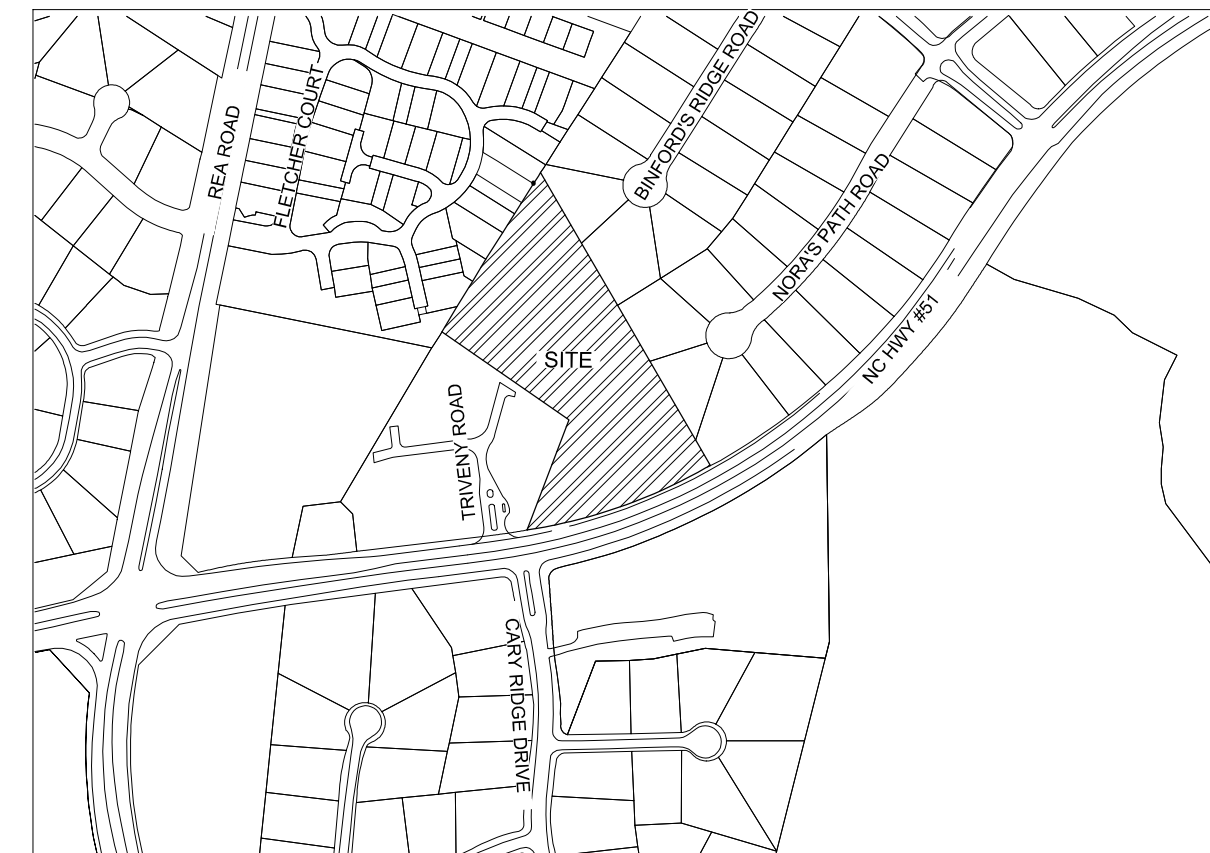 BINFORD'S RIDGE ROAD
REA ROAD
FLETCHER COURT
NORA'S PATH ROAD
NC HWY #51
SITE
TRIVENY ROAD
CARY RIDGE DRIVE